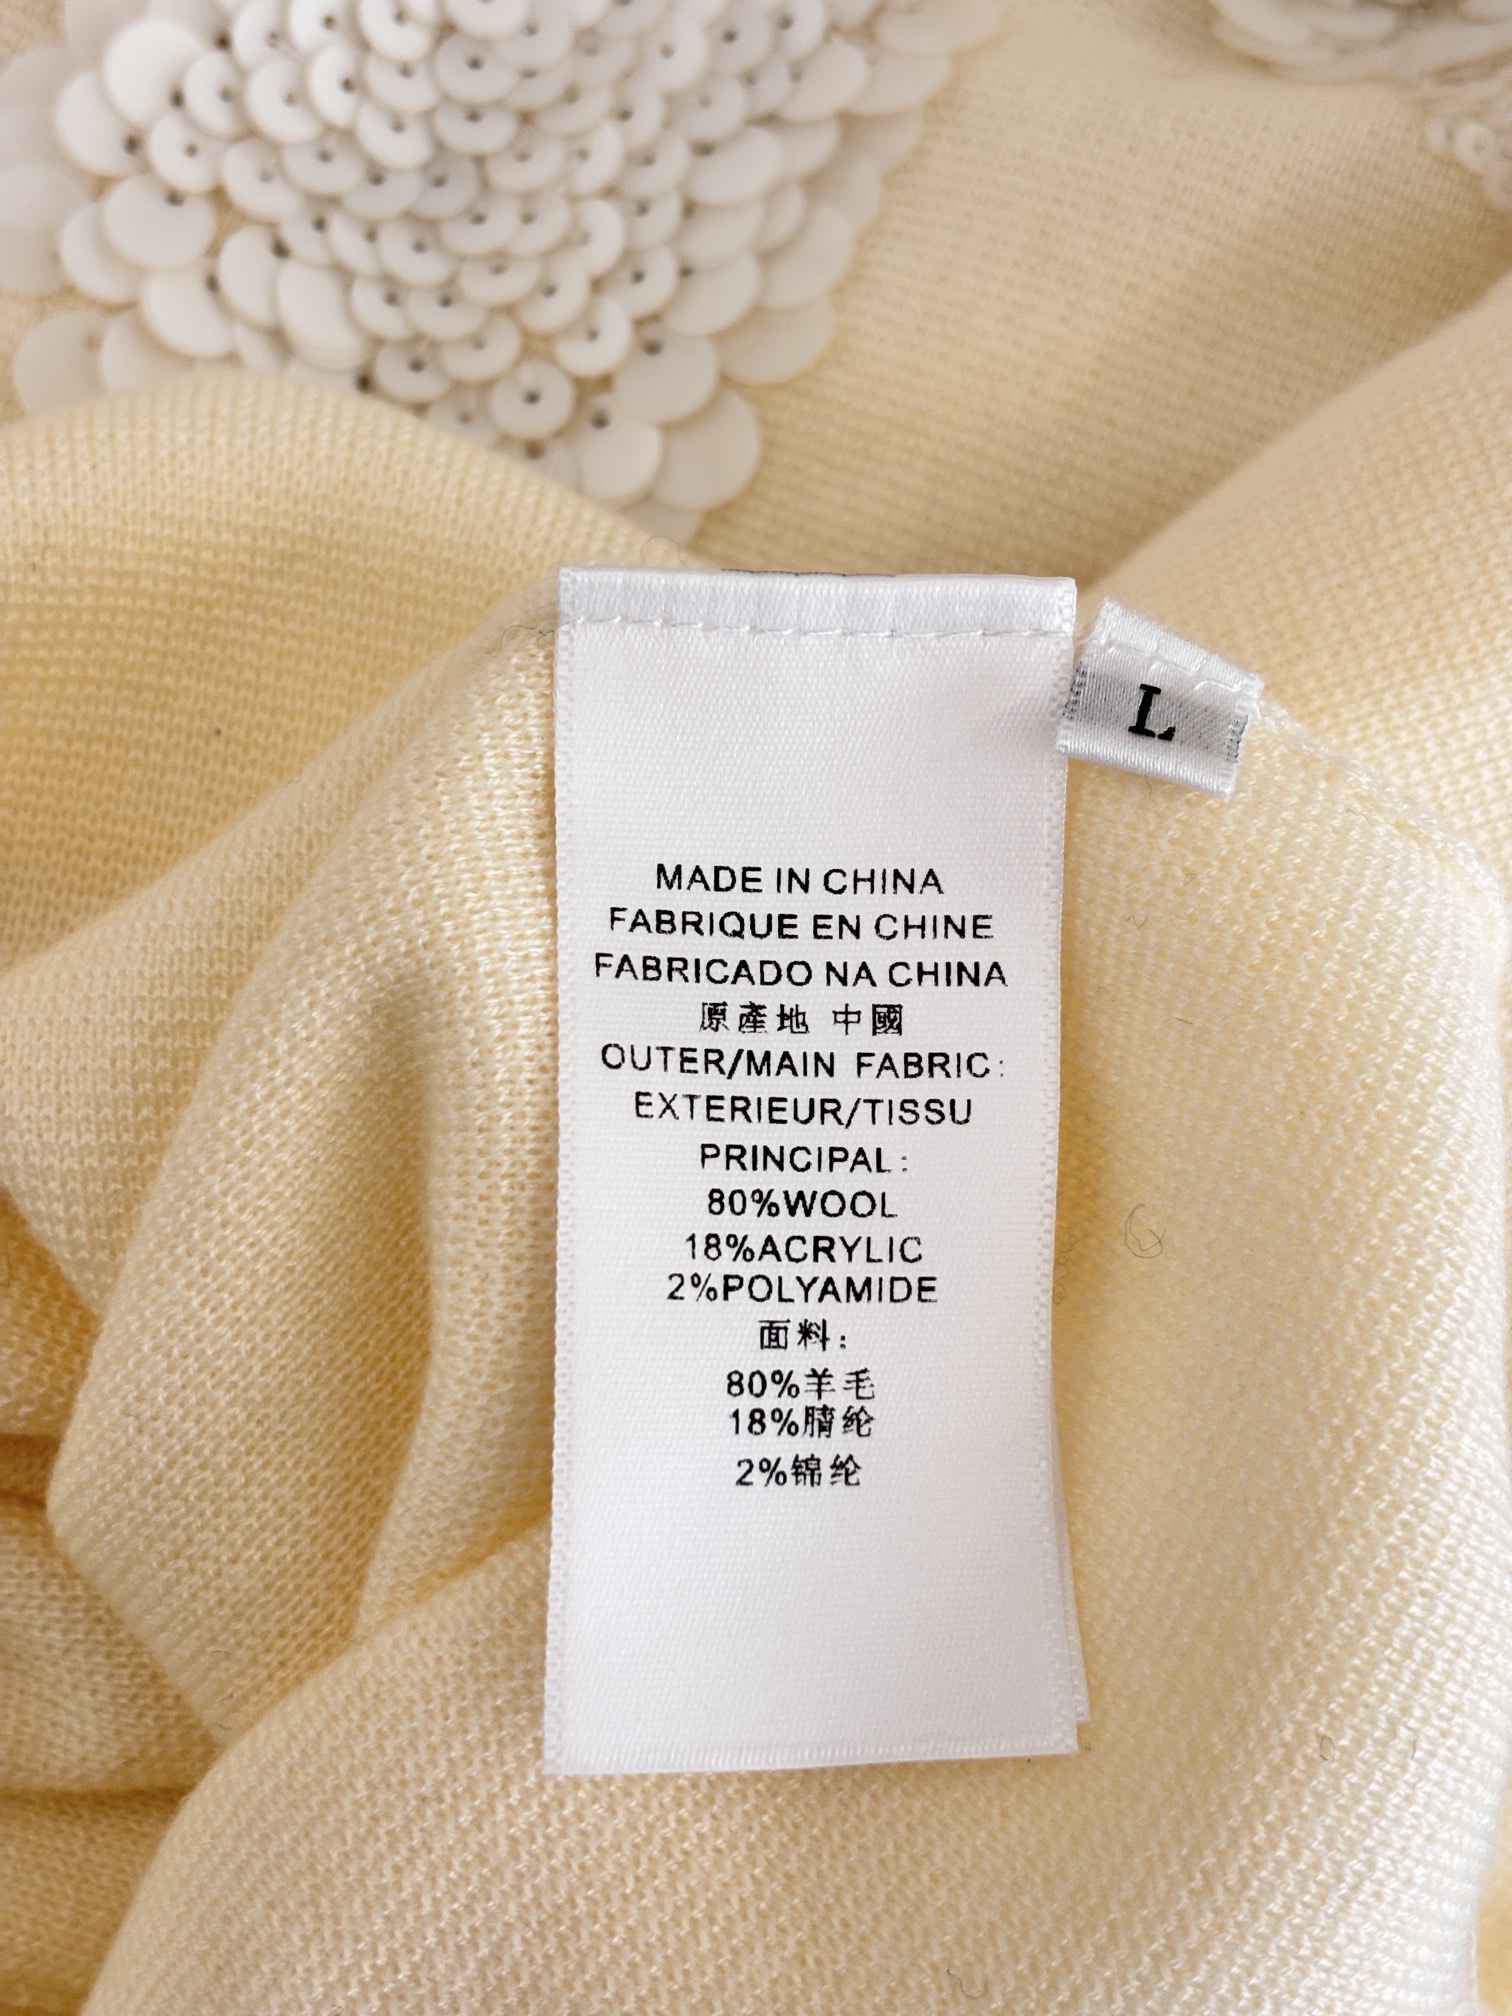 L
MADE IN CHINA
FABRIQUE EN CHINE
FABRICADO NA CHINA
原產地 中國
OUTER/MAIN FABRIC:
EXTERIEUR/TISSU
PRINCIPAL:
80%WOOL
18%ACRYLIC
2%POLYAMIDE
面料:
80%羊毛
18%腈纶
2%锦纶